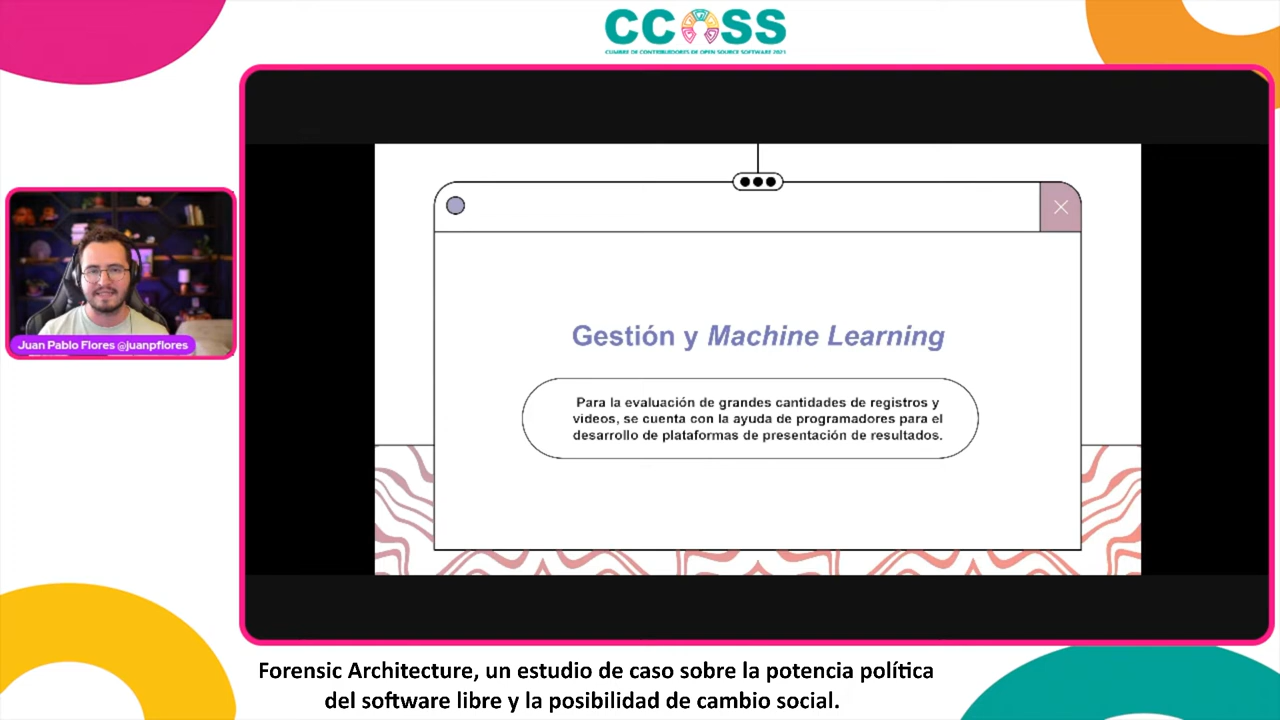 CCOSS
CUMBRE DE CONTRIBUIDORES DE OPEN SOURCE SOFTWARE 2021
Gestión y Machine Learning
Para la evaluación de grandes cantidades de registros y
videos, se cuenta con la ayuda de programadores para el
desarrollo de plataformas de presentación de resultados.
Juan Pablo Flores @juanpflores
Forensic Architecture, un estudio de caso sobre la potencia política
del software libre y la posibilidad de cambio social.